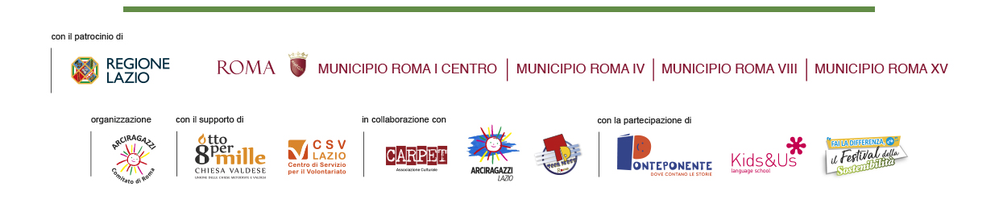 con il patrocinio di
REGIONE
LAZIO
ROMA
MUNICIPIO ROMA I CENTRO | MUNICIPIO ROMA IV | MUNICIPIO ROMA VIII | MUNICIPIO ROMA XV
organizzazione
ARCIRAGAZZI
Comitato di Roma
con il supporto di
otto
per
8 mille
CHIESA VALDESE
UNIONE DELLE CHIESE METODISTE E VALDESI
CSV
LAZIO
Centro di Servizio
per il Volontariato
in collaborazione con
CARPET
Associazione Culturale
ARCIRAGAZZI
LAZIO
Roma
con la partecipazione di
PONTEPONENTE
DOVE CONTANO LE STORIE
Kids&Us
language school
FAI LA DIFFERENZA,
il Festival della
Sostenibilità